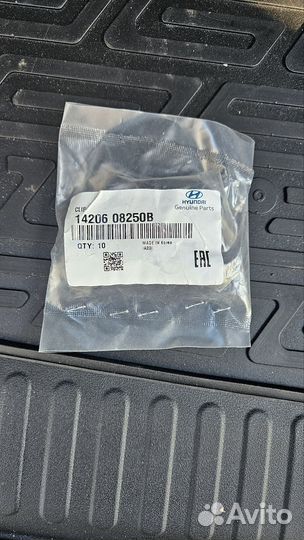 CLIP
HYUNDAI
Genuine Parts
14206 08250B
QTY: 10
MADE IN KOREA
EAC
Avito